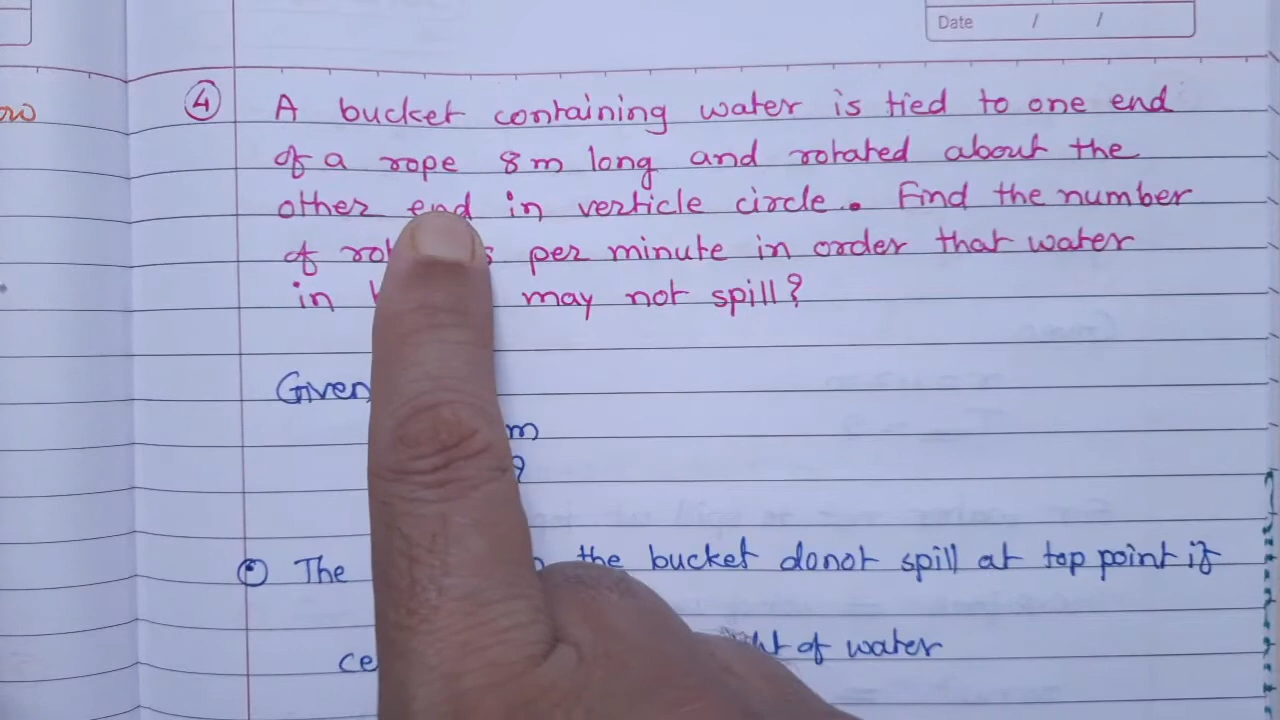 Date / /
④ A bucket containing water is tied to one end
of a rope 8m long and rotated about the
other end in verticle circle. Find the number
of per minute in order that water
in may not spill?
Given
m
?
The the bucket donot spill at top point if
of water